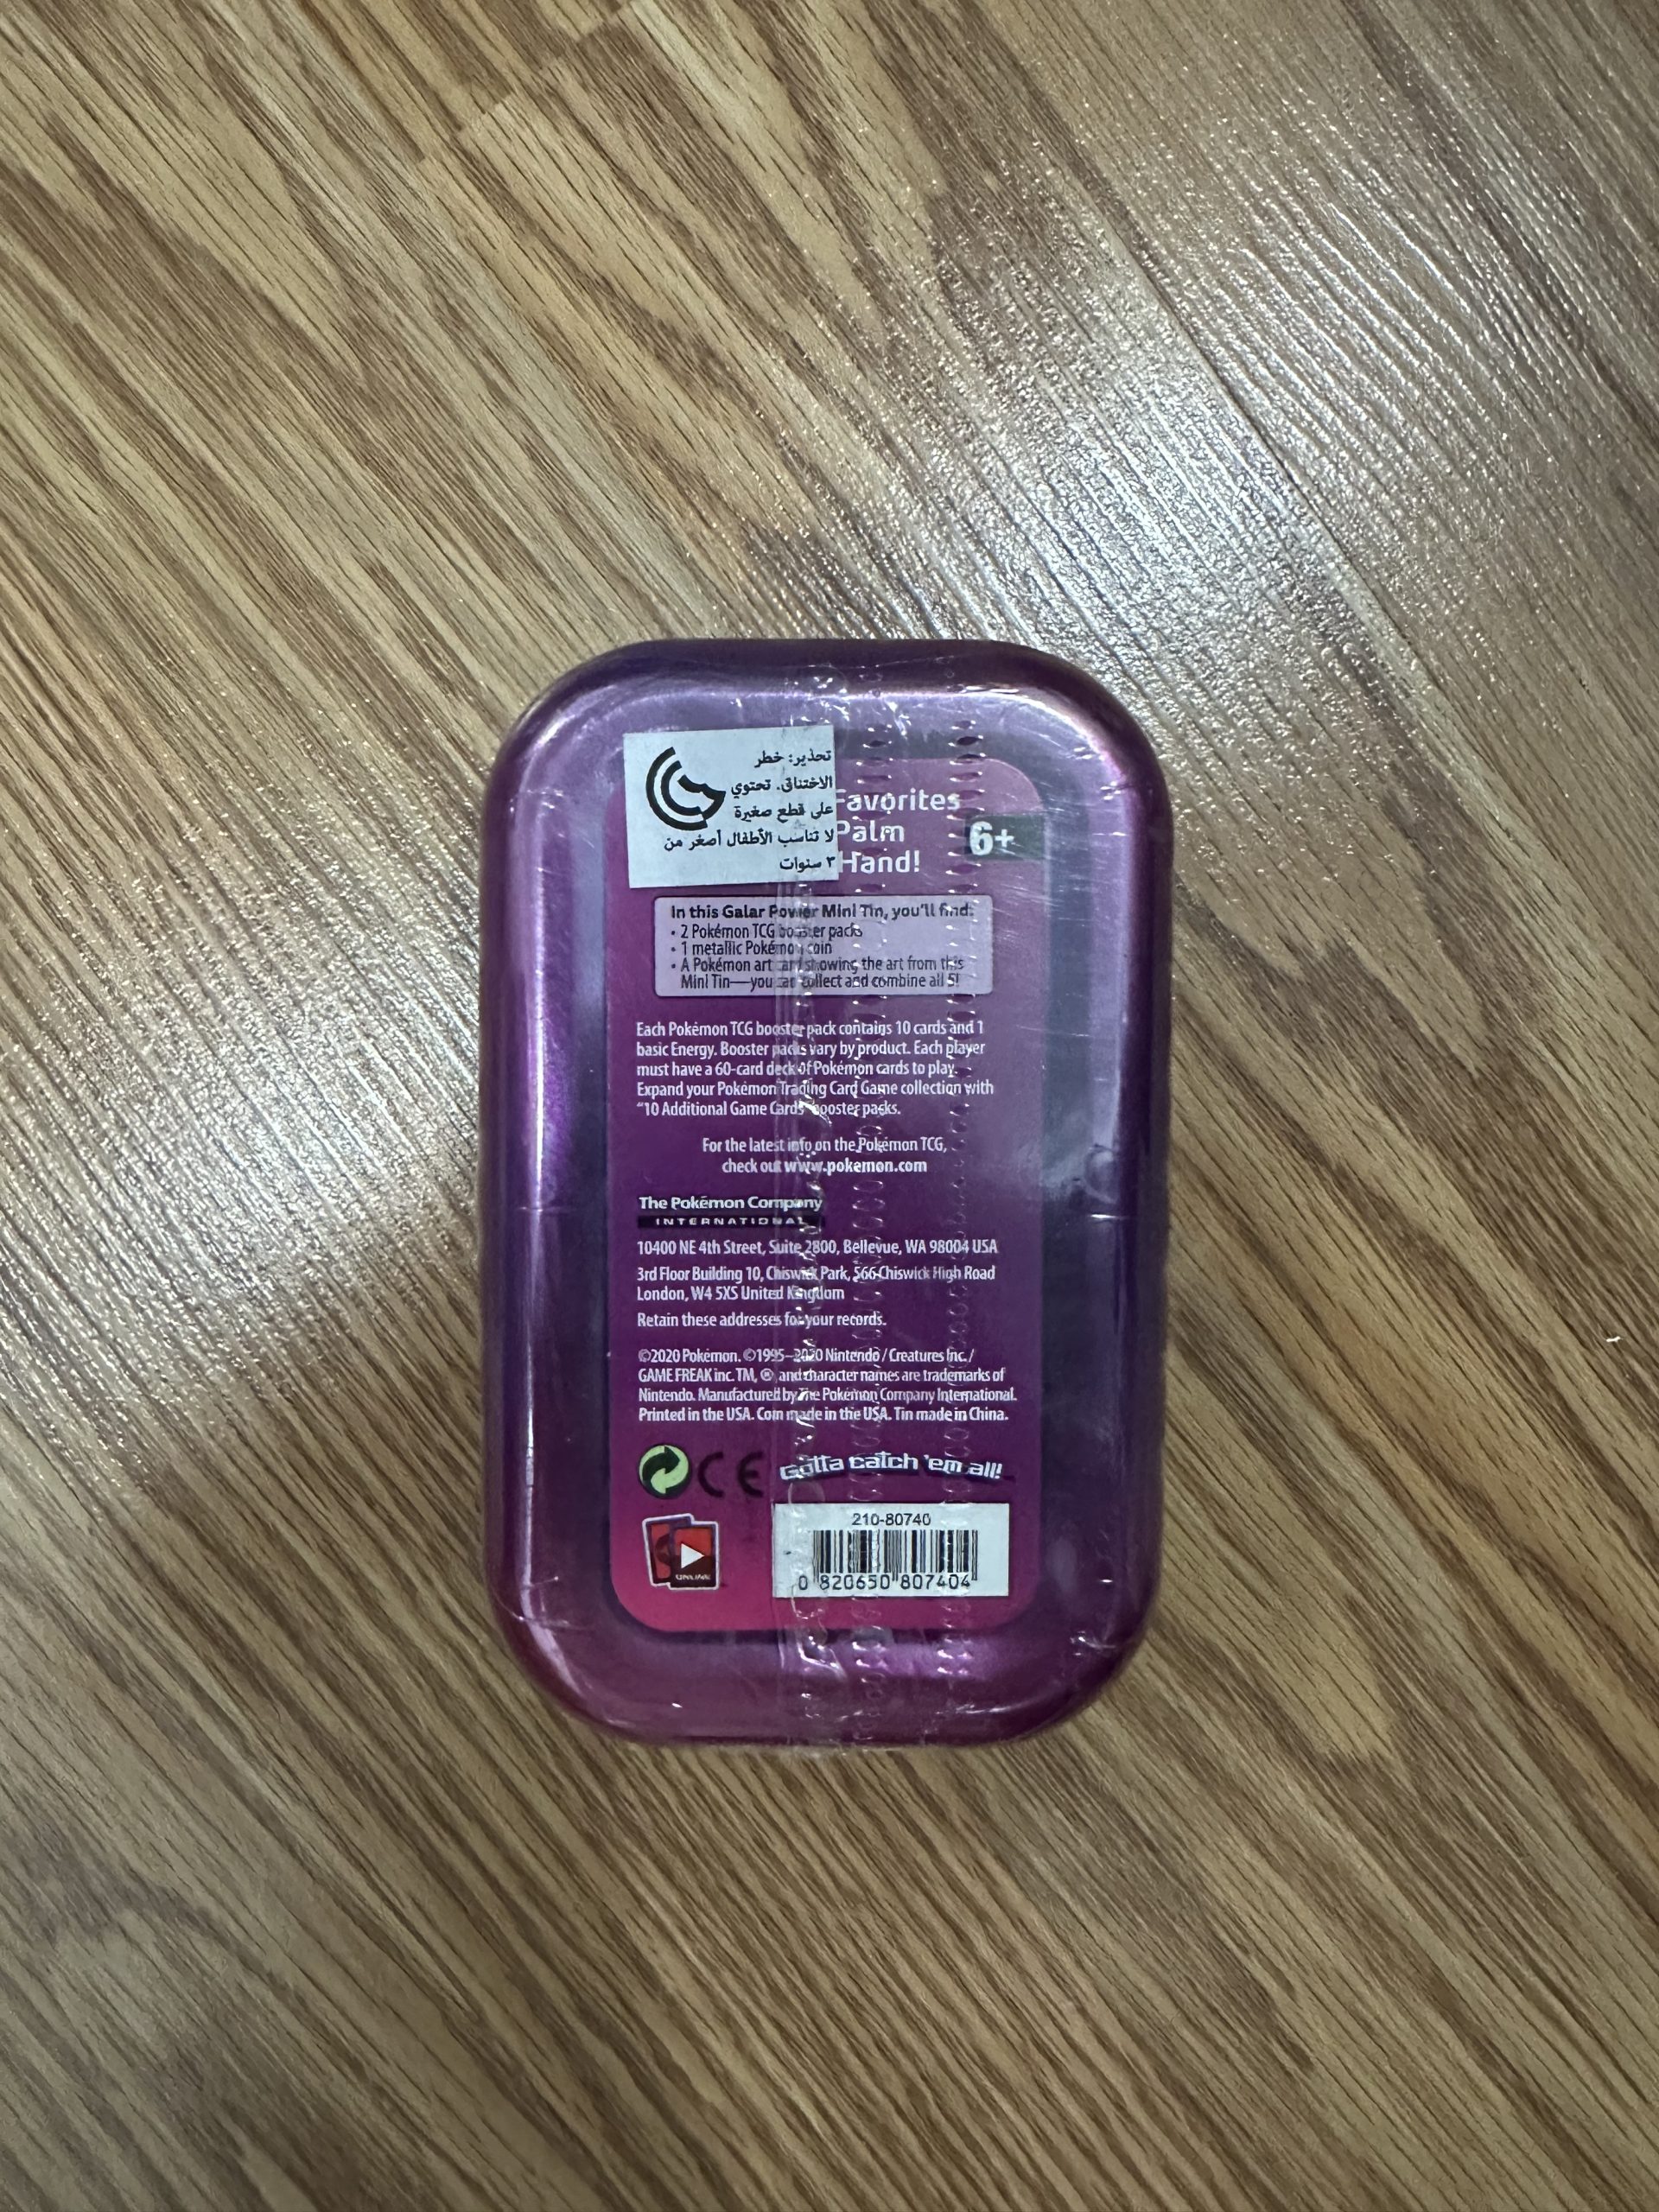 تحذير: خطر
الاختناق. تحتوي
على قطع صغيرة
لا تناسب الأطفال أصغر من
٣ سنوات
Favorites
Palm
Hand!
6+
In this Galar Power Mini Tin, you'll find:
• 2 Pokémon TCG booster packs
• 1 metallic Pokémon coin
• A Pokémon art card showing the art from this
Mini Tin—you can collect and combine all 5!
Each Pokémon TCG booster pack contains 10 cards and 1
basic Energy. Booster packs vary by product. Each player
must have a 60-card deck of Pokémon cards to play.
Expand your Pokémon Trading Card Game collection with
“10 Additional Game Cards” booster packs.
For the latest info on the Pokémon TCG,
check out www.pokemon.com
The Pokémon Company
INTERNATIONAL
10400 NE 4th Street, Suite 2800, Bellevue, WA 98004 USA
3rd Floor Building 10, Chiswick Park, 566 Chiswick High Road
London, W4 5XS United Kingdom
Retain these addresses for your records.
©2020 Pokémon. ©1995–2020 Nintendo / Creatures Inc. /
GAME FREAK inc. TM, ®, and character names are trademarks of
Nintendo. Manufactured by The Pokémon Company International.
Printed in the USA. Coin made in the USA. Tin made in China.
CE
Gotta catch 'em all!
ONLINE
210-80740
0 820650 807404